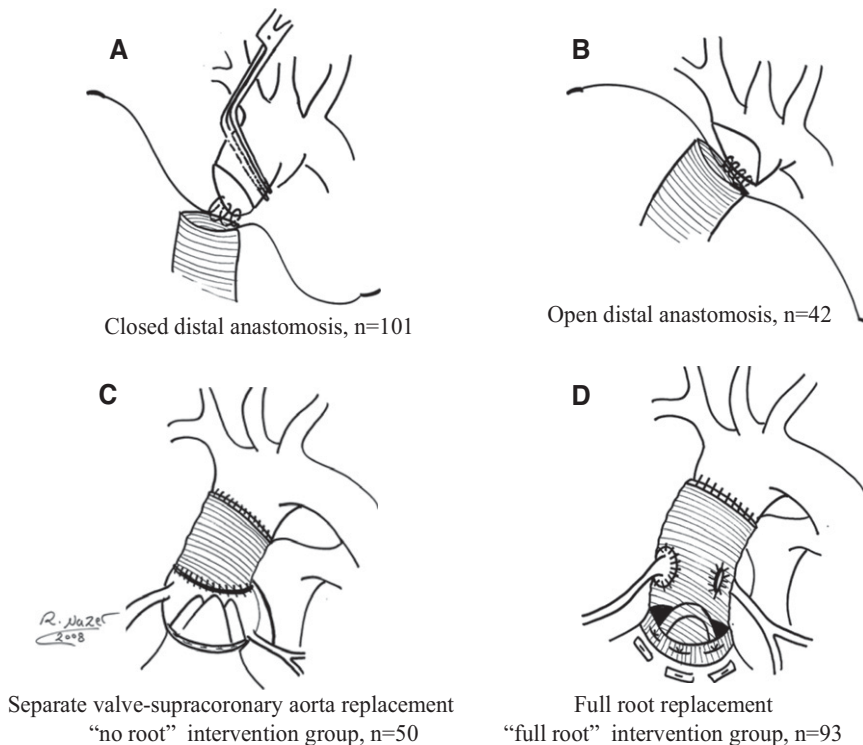 A
B
Closed distal anastomosis, n=101
Open distal anastomosis, n=42
C
D
R. Nazer
2008
Separate valve-supracoronary aorta replacement
“no root” intervention group, n=50
Full root replacement
“full root” intervention group, n=93